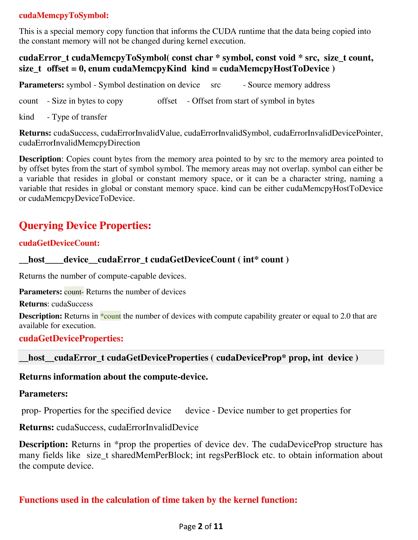 cudaMemcpyToSymbol:
This is a special memory copy function that informs the CUDA runtime that the data being copied into
the constant memory will not be changed during kernel execution.
cudaError_t cudaMemcpyToSymbol( const char * symbol, const void * src, size_t count,
size_t offset = 0, enum cudaMemcpyKind kind = cudaMemcpyHostToDevice )
Parameters: symbol - Symbol destination on device src - Source memory address
count - Size in bytes to copy offset - Offset from start of symbol in bytes
kind - Type of transfer
Returns: cudaSuccess, cudaErrorInvalidValue, cudaErrorInvalidSymbol, cudaErrorInvalidDevicePointer,
cudaErrorInvalidMemcpyDirection
Description: Copies count bytes from the memory area pointed to by src to the memory area pointed to
by offset bytes from the start of symbol symbol. The memory areas may not overlap. symbol can either be
a variable that resides in global or constant memory space, or it can be a character string, naming a
variable that resides in global or constant memory space. kind can be either cudaMemcpyHostToDevice
or cudaMemcpyDeviceToDevice.
Querying Device Properties:
cudaGetDeviceCount:
__host____device__cudaError_t cudaGetDeviceCount ( int* count )
Returns the number of compute-capable devices.
Parameters: count- Returns the number of devices
Returns: cudaSuccess
Description: Returns in *count the number of devices with compute capability greater or equal to 2.0 that are
available for execution.
cudaGetDeviceProperties:
__host__cudaError_t cudaGetDeviceProperties ( cudaDeviceProp* prop, int device )
Returns information about the compute-device.
Parameters:
prop- Properties for the specified device device - Device number to get properties for
Returns: cudaSuccess, cudaErrorInvalidDevice
Description: Returns in *prop the properties of device dev. The cudaDeviceProp structure has
many fields like size_t sharedMemPerBlock; int regsPerBlock etc. to obtain information about
the compute device.
Functions used in the calculation of time taken by the kernel function:
Page 2 of 11